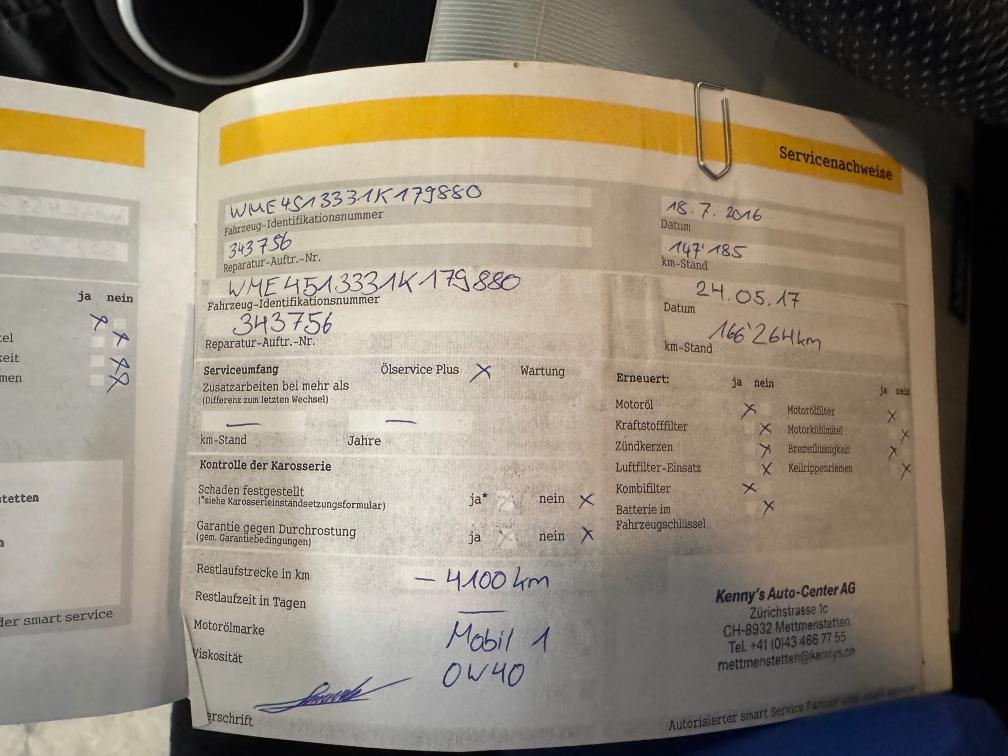 Servicenachweise
WME4513331K179880
Fahrzeug-Identifikationsnummer
343756
Reparatur-Auftr.-Nr.
18.7.2016
Datum
147'185
km-Stand
WME4513331K179880
Fahrzeug-Identifikationsnummer
343756
Reparatur-Auftr.-Nr.
24.05.17
Datum
166'264km
km-Stand
ja nein
Serviceumfang Ölservice Plus X Wartung
Zusatzarbeiten bei mehr als
(Differenz zum letzten Wechsel)
— —
km-Stand Jahre
Kontrolle der Karosserie
Schaden festgestellt ja* nein X
(*siehe Karosserieinstandsetzungsformular)
Garantie gegen Durchrostung ja nein X
(gem. Garantiebedingungen)
Erneuert: ja nein ja nein
Motoröl X Motorölfilter X
Kraftstofffilter X Motorkühlmittel X
Zündkerzen X Bremsflüssigkeit X
Luftfilter-Einsatz X Keilrippenriemen X
Kombifilter X
Batterie im X
Fahrzeugschlüssel
Restlaufstrecke in km – 4100 km
Restlaufzeit in Tagen —
Motorölmarke Mobil 1
Viskosität 0W40
erschrift
Kenny's Auto-Center AG
Zürichstrasse 1c
CH-8932 Mettmenstetten
Tel. +41 (0)43 466 77 55
mettmenstetten@kennys.ch
Autorisierter smart Service Partner
der smart service